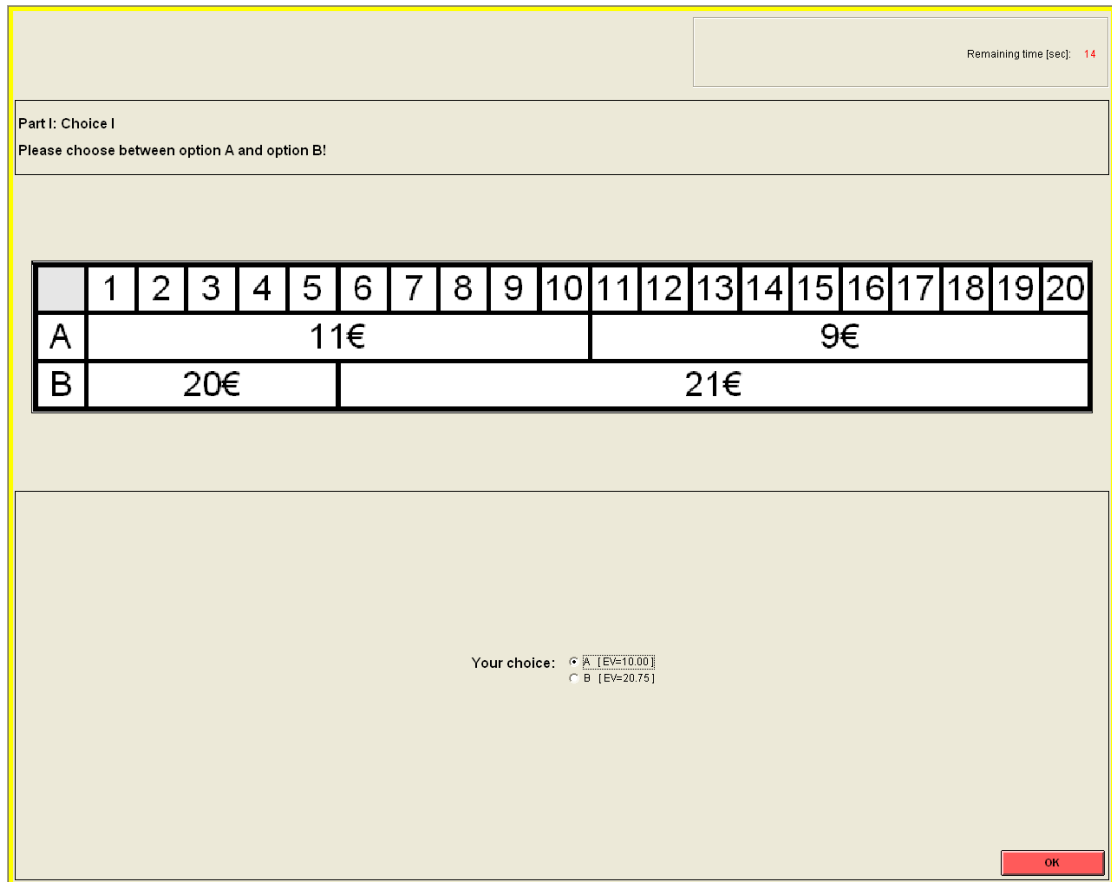 Remaining time [sec]: 14
Part I: Choice I
Please choose between option A and option B!
1 2 3 4 5 6 7 8 9 10 11 12 13 14 15 16 17 18 19 20
A 11€ 9€
B 20€ 21€
Your choice: A [EV=10.00]
B [EV=20.75]
OK